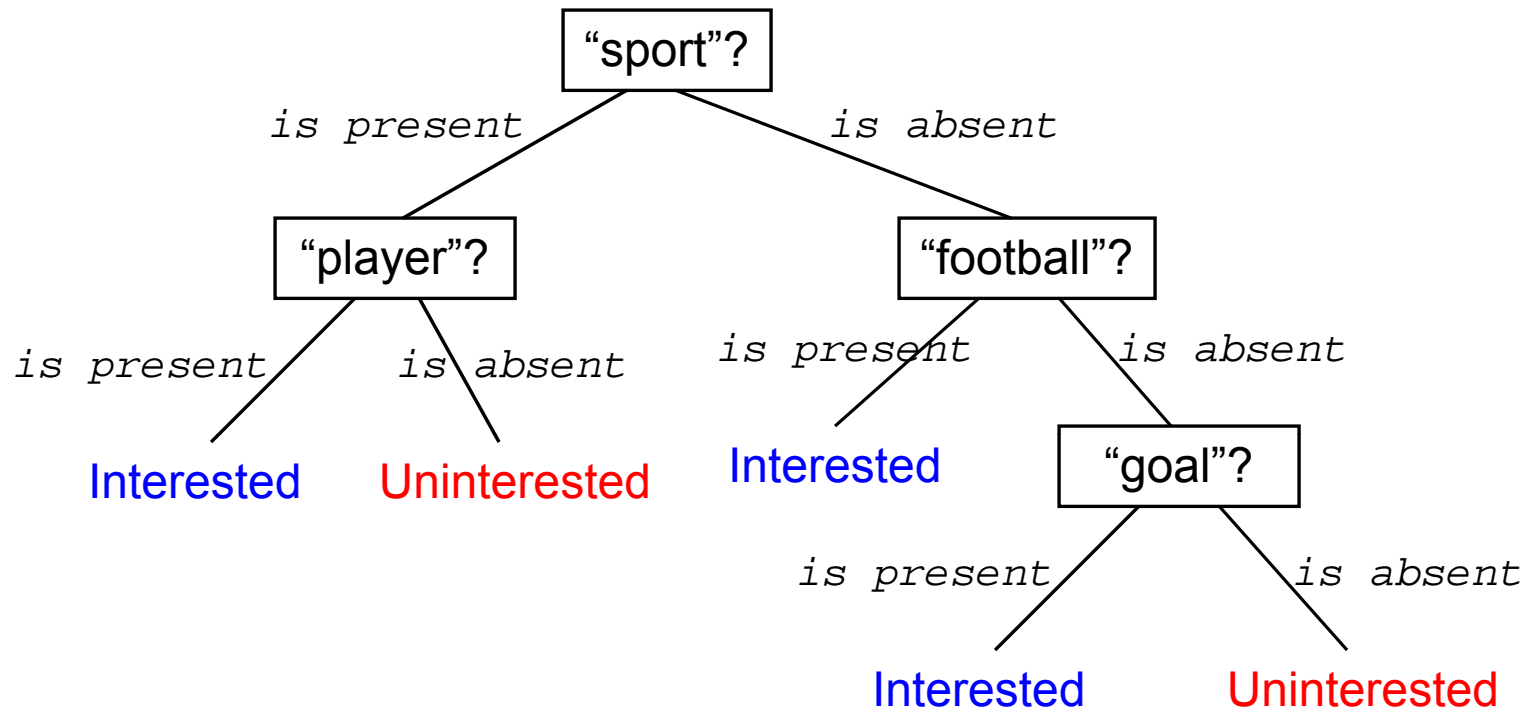 “sport”?
is present
is absent
“player”?
“football”?
is present
is absent
is present
is absent
Interested
Uninterested
Interested
“goal”?
is present
is absent
Interested
Uninterested